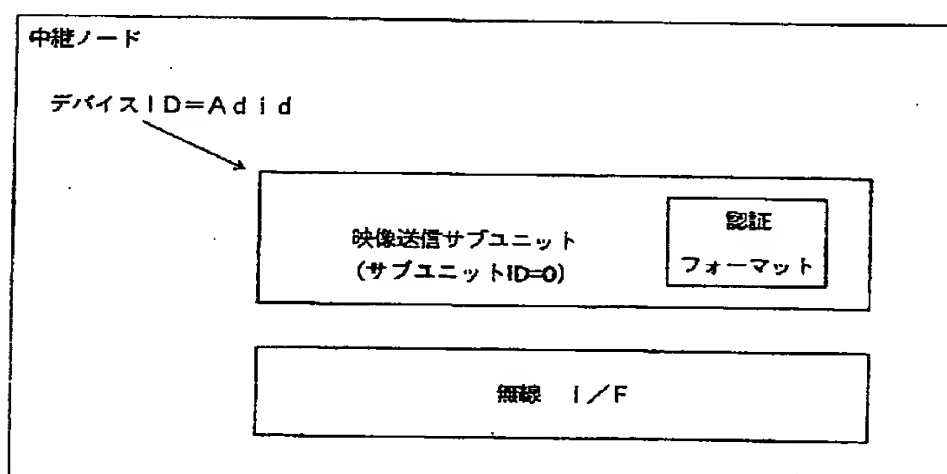 中継ノード
デバイスID=Adid
映像送信サブユニット
(サブユニットID=0)
認証
フォーマット
無線 I/F